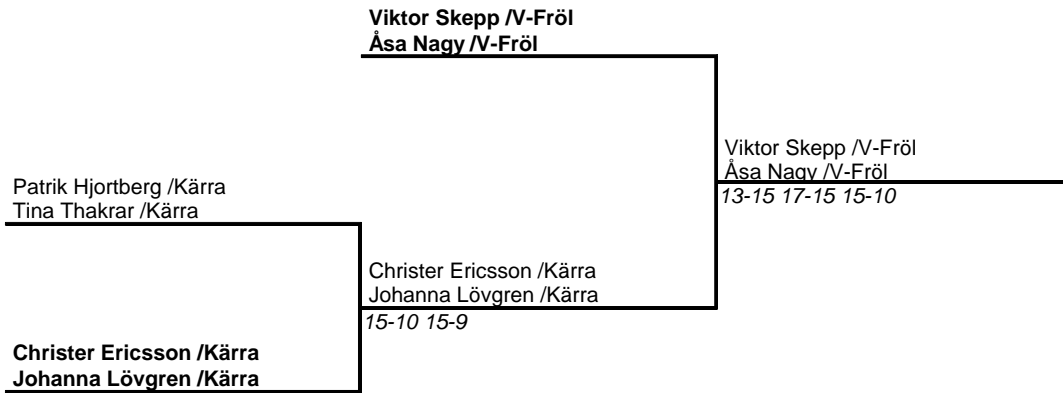 Viktor Skepp /V-Fröl
Åsa Nagy /V-Fröl
Viktor Skepp /V-Fröl
Åsa Nagy /V-Fröl
13-15 17-15 15-10
Patrik Hjortberg /Kärra
Tina Thakrar /Kärra
Christer Ericsson /Kärra
Johanna Lövgren /Kärra
15-10 15-9
Christer Ericsson /Kärra
Johanna Lövgren /Kärra